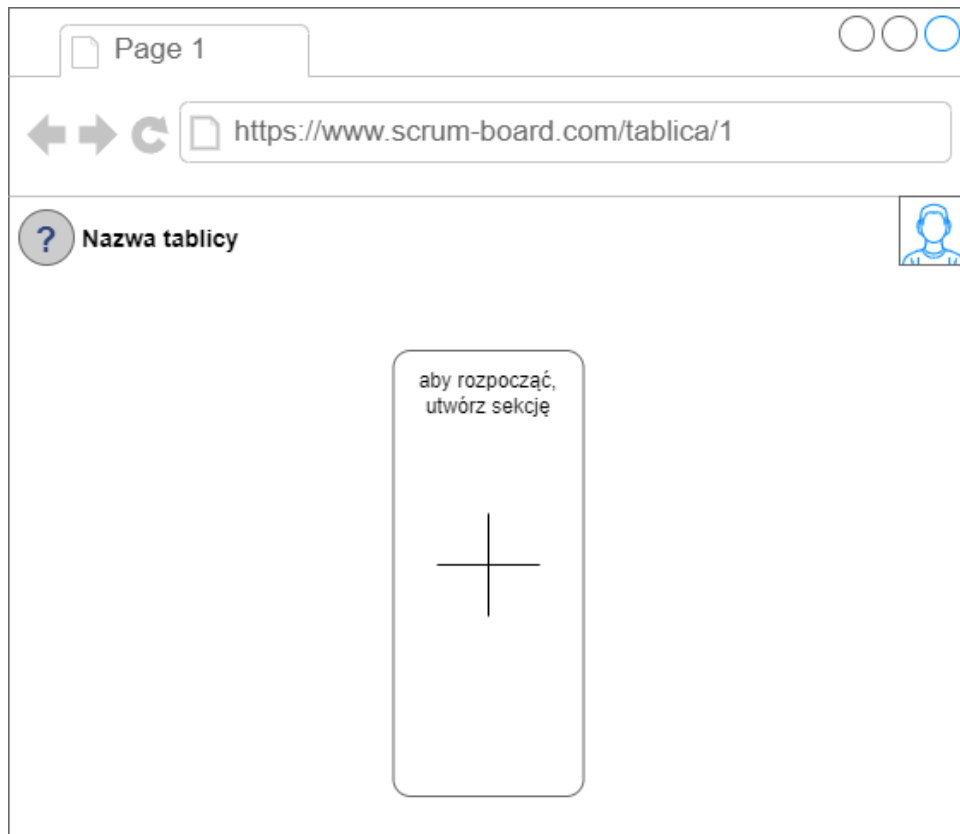 Page 1
https://www.scrum-board.com/tablica/1
? Nazwa tablicy
aby rozpocząć,
utwórz sekcję